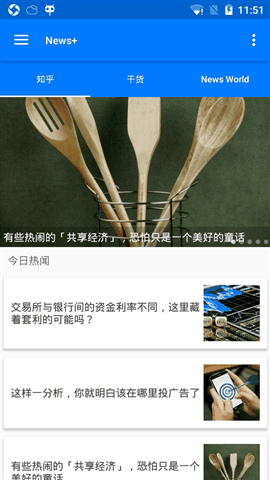 11:51
News+
知乎
干货
News World
有些热闹的「共享经济」，恐怕只是一个美好的童话
今日热闻
交易所与银行间的资金利率不同，这里藏
着套利的可能吗？
这样一分析，你就明白该在哪里投广告了
有些热闹的「共享经济」，恐怕只是一个
美好的童话